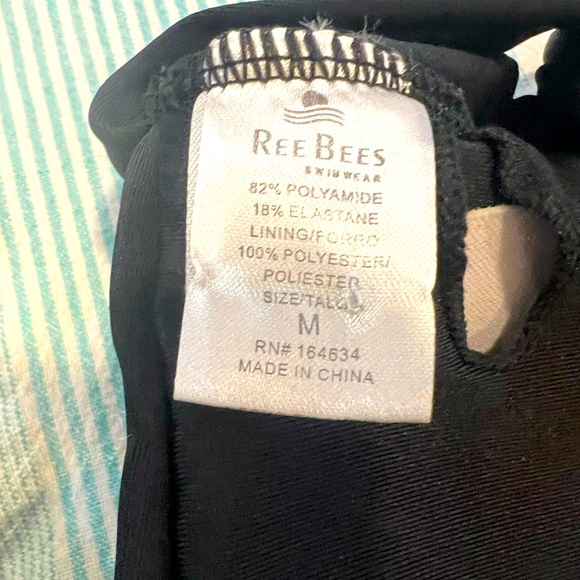 REE BEES
SWIMWEAR
82% POLYAMIDE
18% ELASTANE
LINING/FORRO
100% POLYESTER/
POLIESTER
SIZE/TALLA
M
RN# 164634
MADE IN CHINA